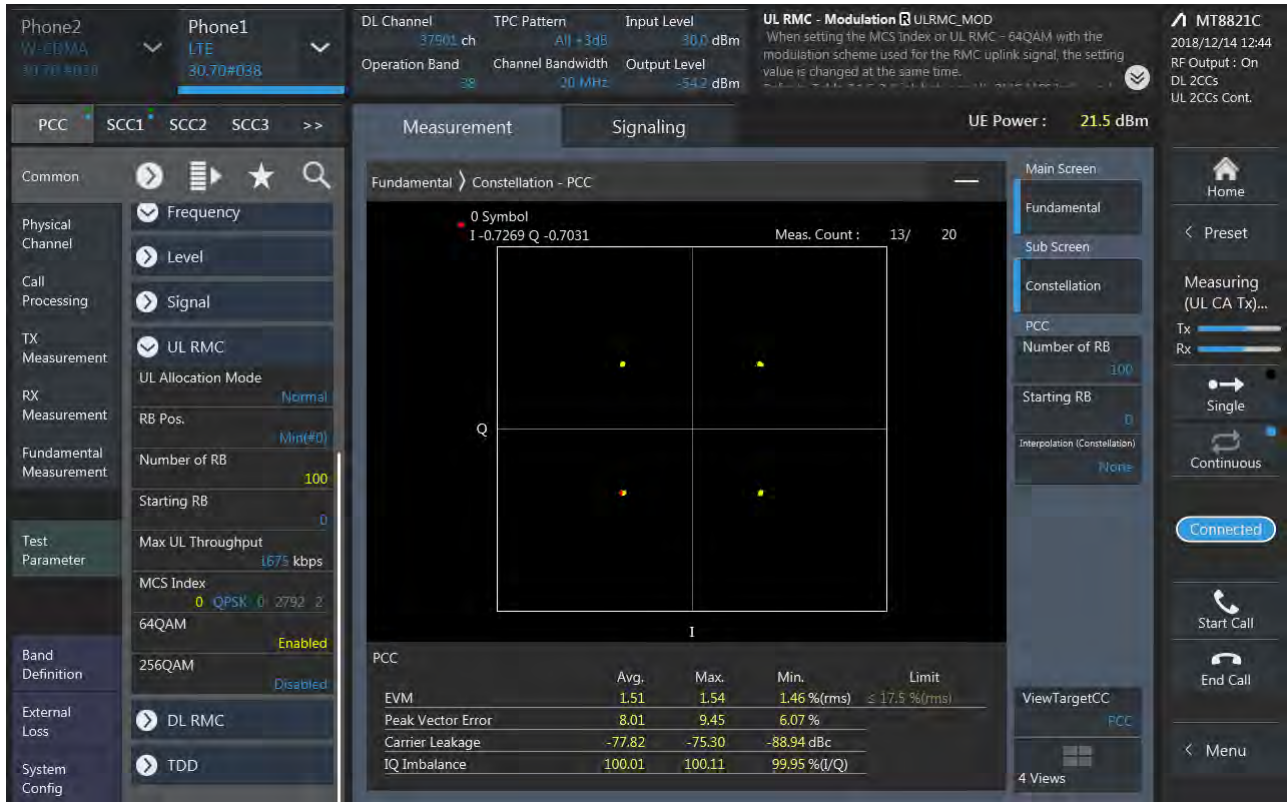 Phone2
W-CDMA
30.70 #038
Phone1
LTE
30.70#038
DL Channel
37901 ch
Operation Band
38
TPC Pattern
All +3dB
Channel Bandwidth
20 MHz
Input Level
30.0 dBm
Output Level
-54.2 dBm
UL RMC - Modulation R ULRMC_MOD
When setting the MCS Index or UL RMC - 64QAM with the
modulation scheme used for the RMC uplink signal, the setting
value is changed at the same time.
MT8821C
2018/12/14 12:44
RF Output : On
DL 2CCs
UL 2CCs Cont.
PCC SCC1 SCC2 SCC3 >>
Measurement
Signaling
UE Power : 21.5 dBm
Common
Physical
Channel
Call
Processing
TX
Measurement
RX
Measurement
Fundamental
Measurement
Test
Parameter
Band
Definition
External
Loss
System
Config
Frequency
Level
Signal
UL RMC
UL Allocation Mode
Normal
RB Pos.
Min(#0)
Number of RB
100
Starting RB
0
Max UL Throughput
1675 kbps
MCS Index
0 QPSK 0 2792 2
64QAM
Enabled
256QAM
Disabled
DL RMC
TDD
Fundamental 〉 Constellation - PCC
0 Symbol
I -0.7269 Q -0.7031
Meas. Count : 13/ 20
Q
I
PCC
Avg. Max. Min. Limit
EVM 1.51 1.54 1.46 %(rms) ≤ 17.5 %(rms)
Peak Vector Error 8.01 9.45 6.07 %
Carrier Leakage -77.82 -75.30 -88.94 dBc
IQ Imbalance 100.01 100.11 99.95 %(I/Q)
Main Screen
Fundamental
Sub Screen
Constellation
PCC
Number of RB
100
Starting RB
0
Interpolation (Constellation)
None
ViewTargetCC
PCC
4 Views
Home
< Preset
Measuring
(UL CA Tx)...
Tx
Rx
Single
Continuous
Connected
Start Call
End Call
< Menu